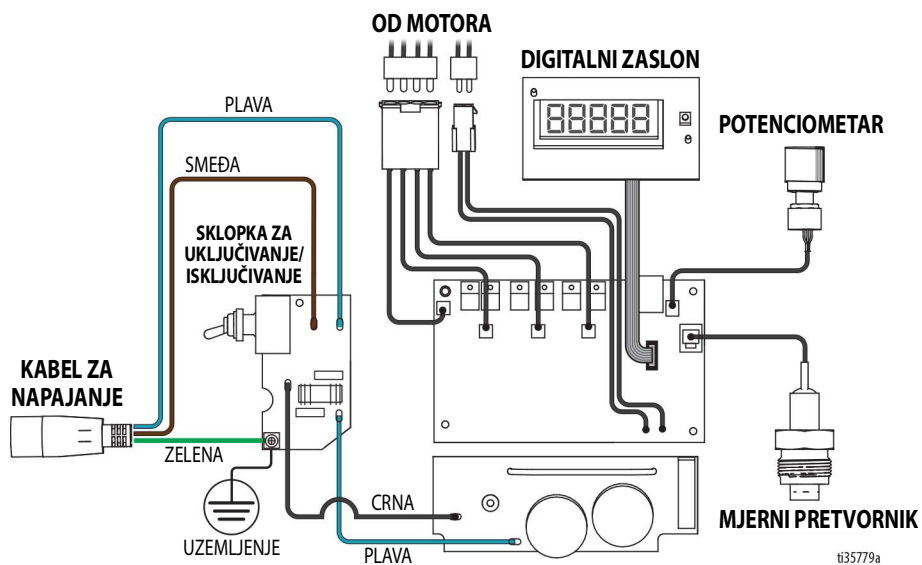 OD MOTORA
DIGITALNI ZASLON
88888
POTENCIOMETAR
PLAVA
SMEĐA
SKLOPKA ZA
UKLJUČIVANJE/
ISKLJUČIVANJE
KABEL ZA
NAPAJANJE
ZELENA
CRNA
UZEMLJENJE
PLAVA
MJERNI PRETVORNIK
ti35779a